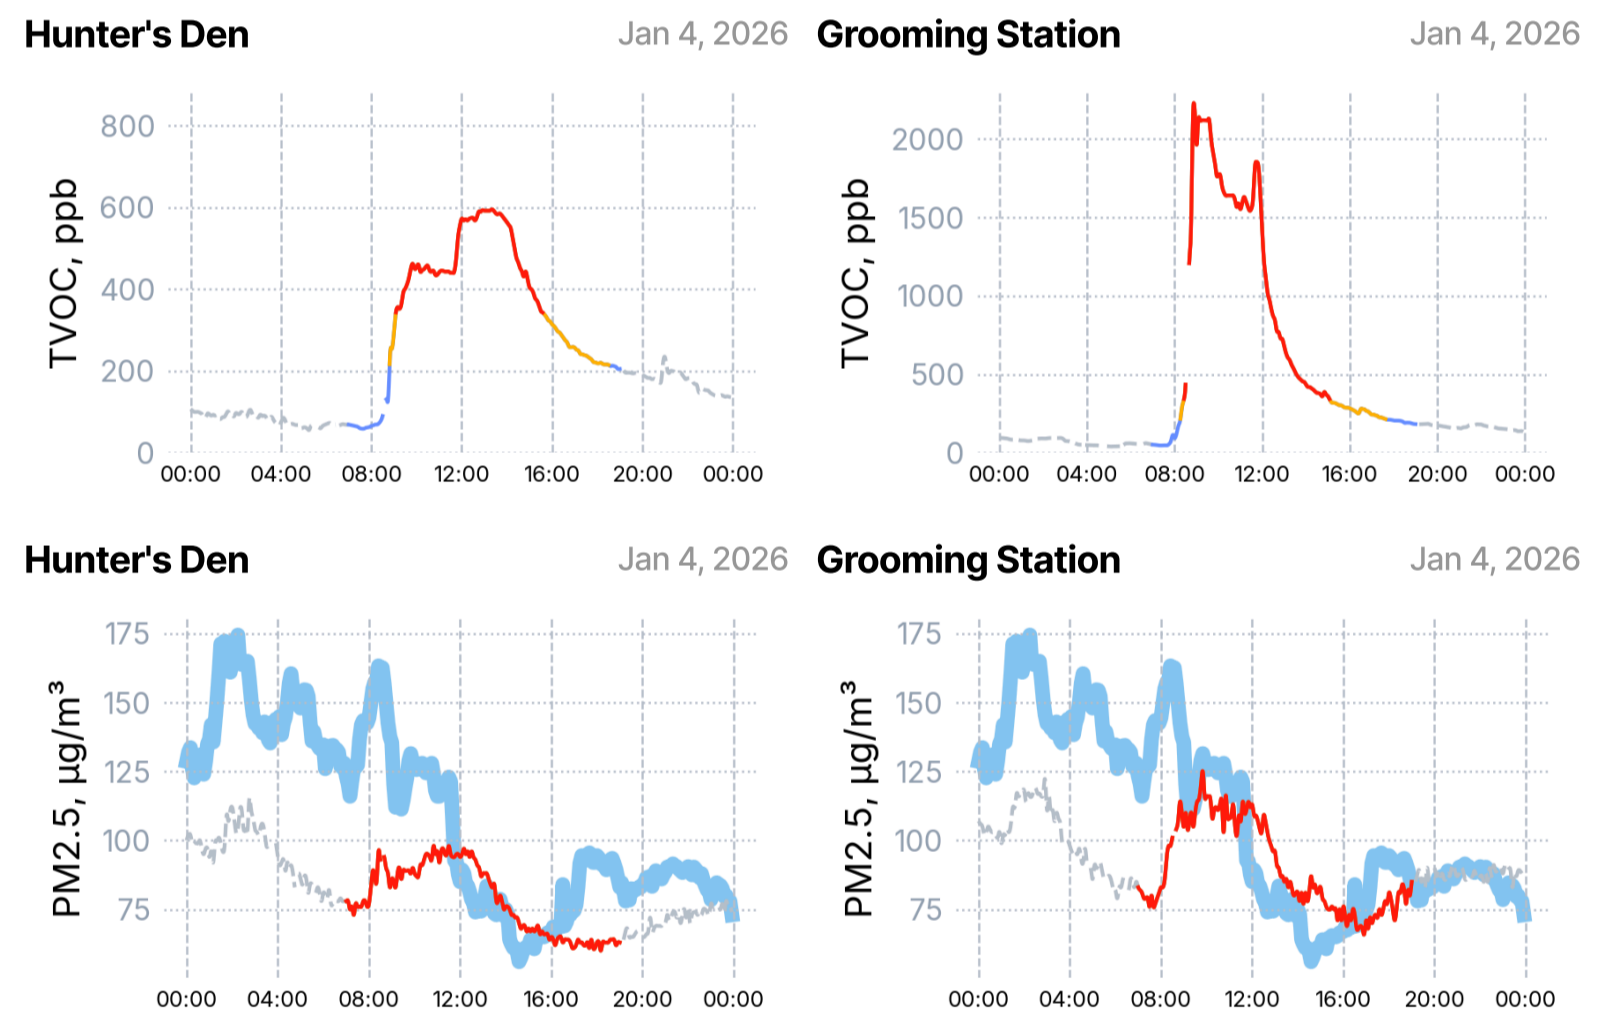 Hunter's Den Jan 4, 2026
TVOC, ppb
800
600
400
200
0
00:00 04:00 08:00 12:00 16:00 20:00 00:00
Grooming Station Jan 4, 2026
TVOC, ppb
2000
1500
1000
500
0
00:00 04:00 08:00 12:00 16:00 20:00 00:00
Hunter's Den Jan 4, 2026
PM2.5, µg/m³
175
150
125
100
75
00:00 04:00 08:00 12:00 16:00 20:00 00:00
Grooming Station Jan 4, 2026
PM2.5, µg/m³
175
150
125
100
75
00:00 04:00 08:00 12:00 16:00 20:00 00:00